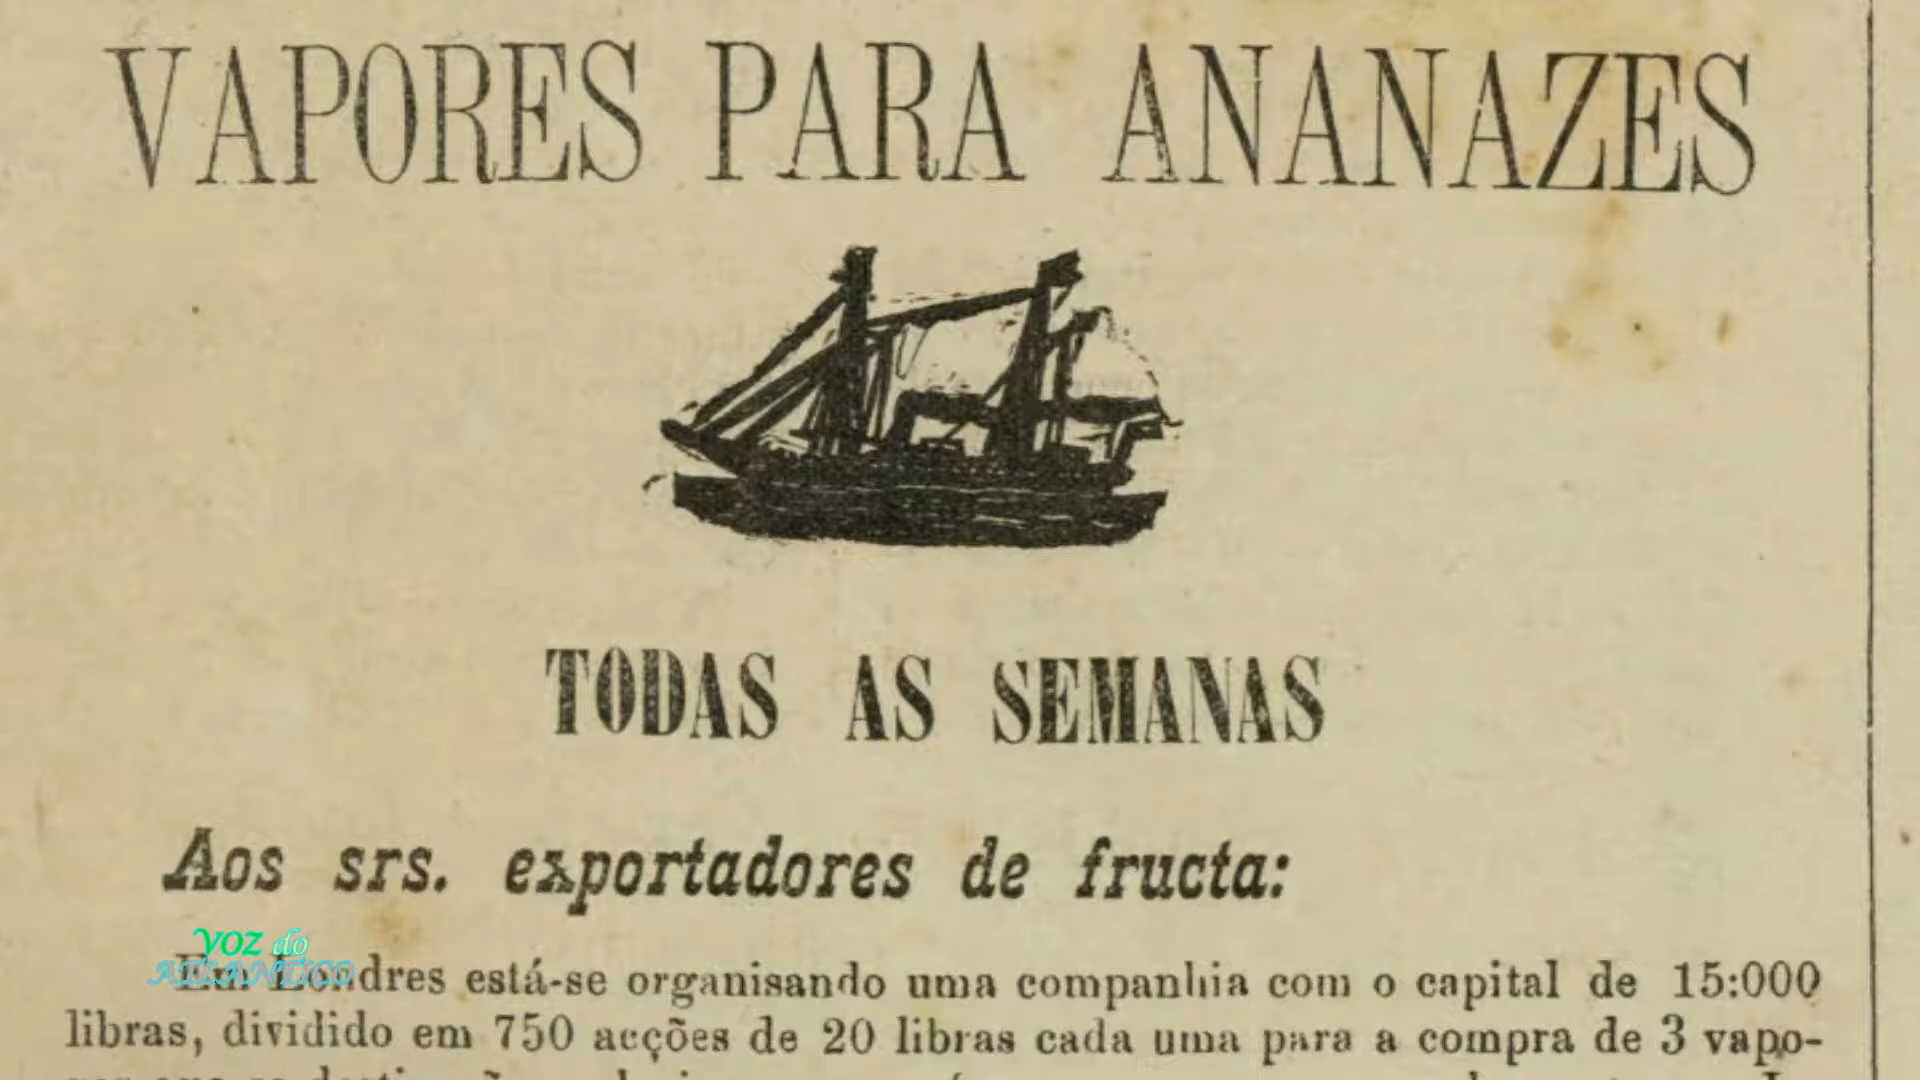 VAPORES PARA ANANAZES
TODAS AS SEMANAS
Aos srs. exportadores de fructa:
VOZ do
ATLANTICO
Em Londres está-se organisando uma companhia com o capital de 15:000
libras, dividido em 750 acções de 20 libras cada uma para a compra de 3 vapo-